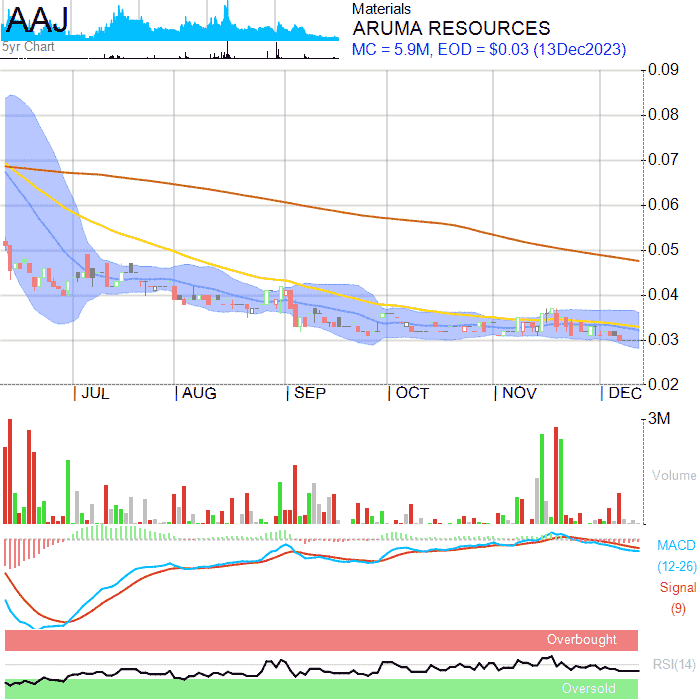 AAJ
5yr Chart
Materials
ARUMA RESOURCES
MC = 5.9M, EOD = $0.03 (13Dec2023)
0.09
0.08
0.07
0.06
0.05
0.04
0.03
0.02
JUL AUG SEP OCT NOV DEC
3M
Volume
MACD
(12-26)
Signal
(9)
Overbought
RSI(14)
Oversold